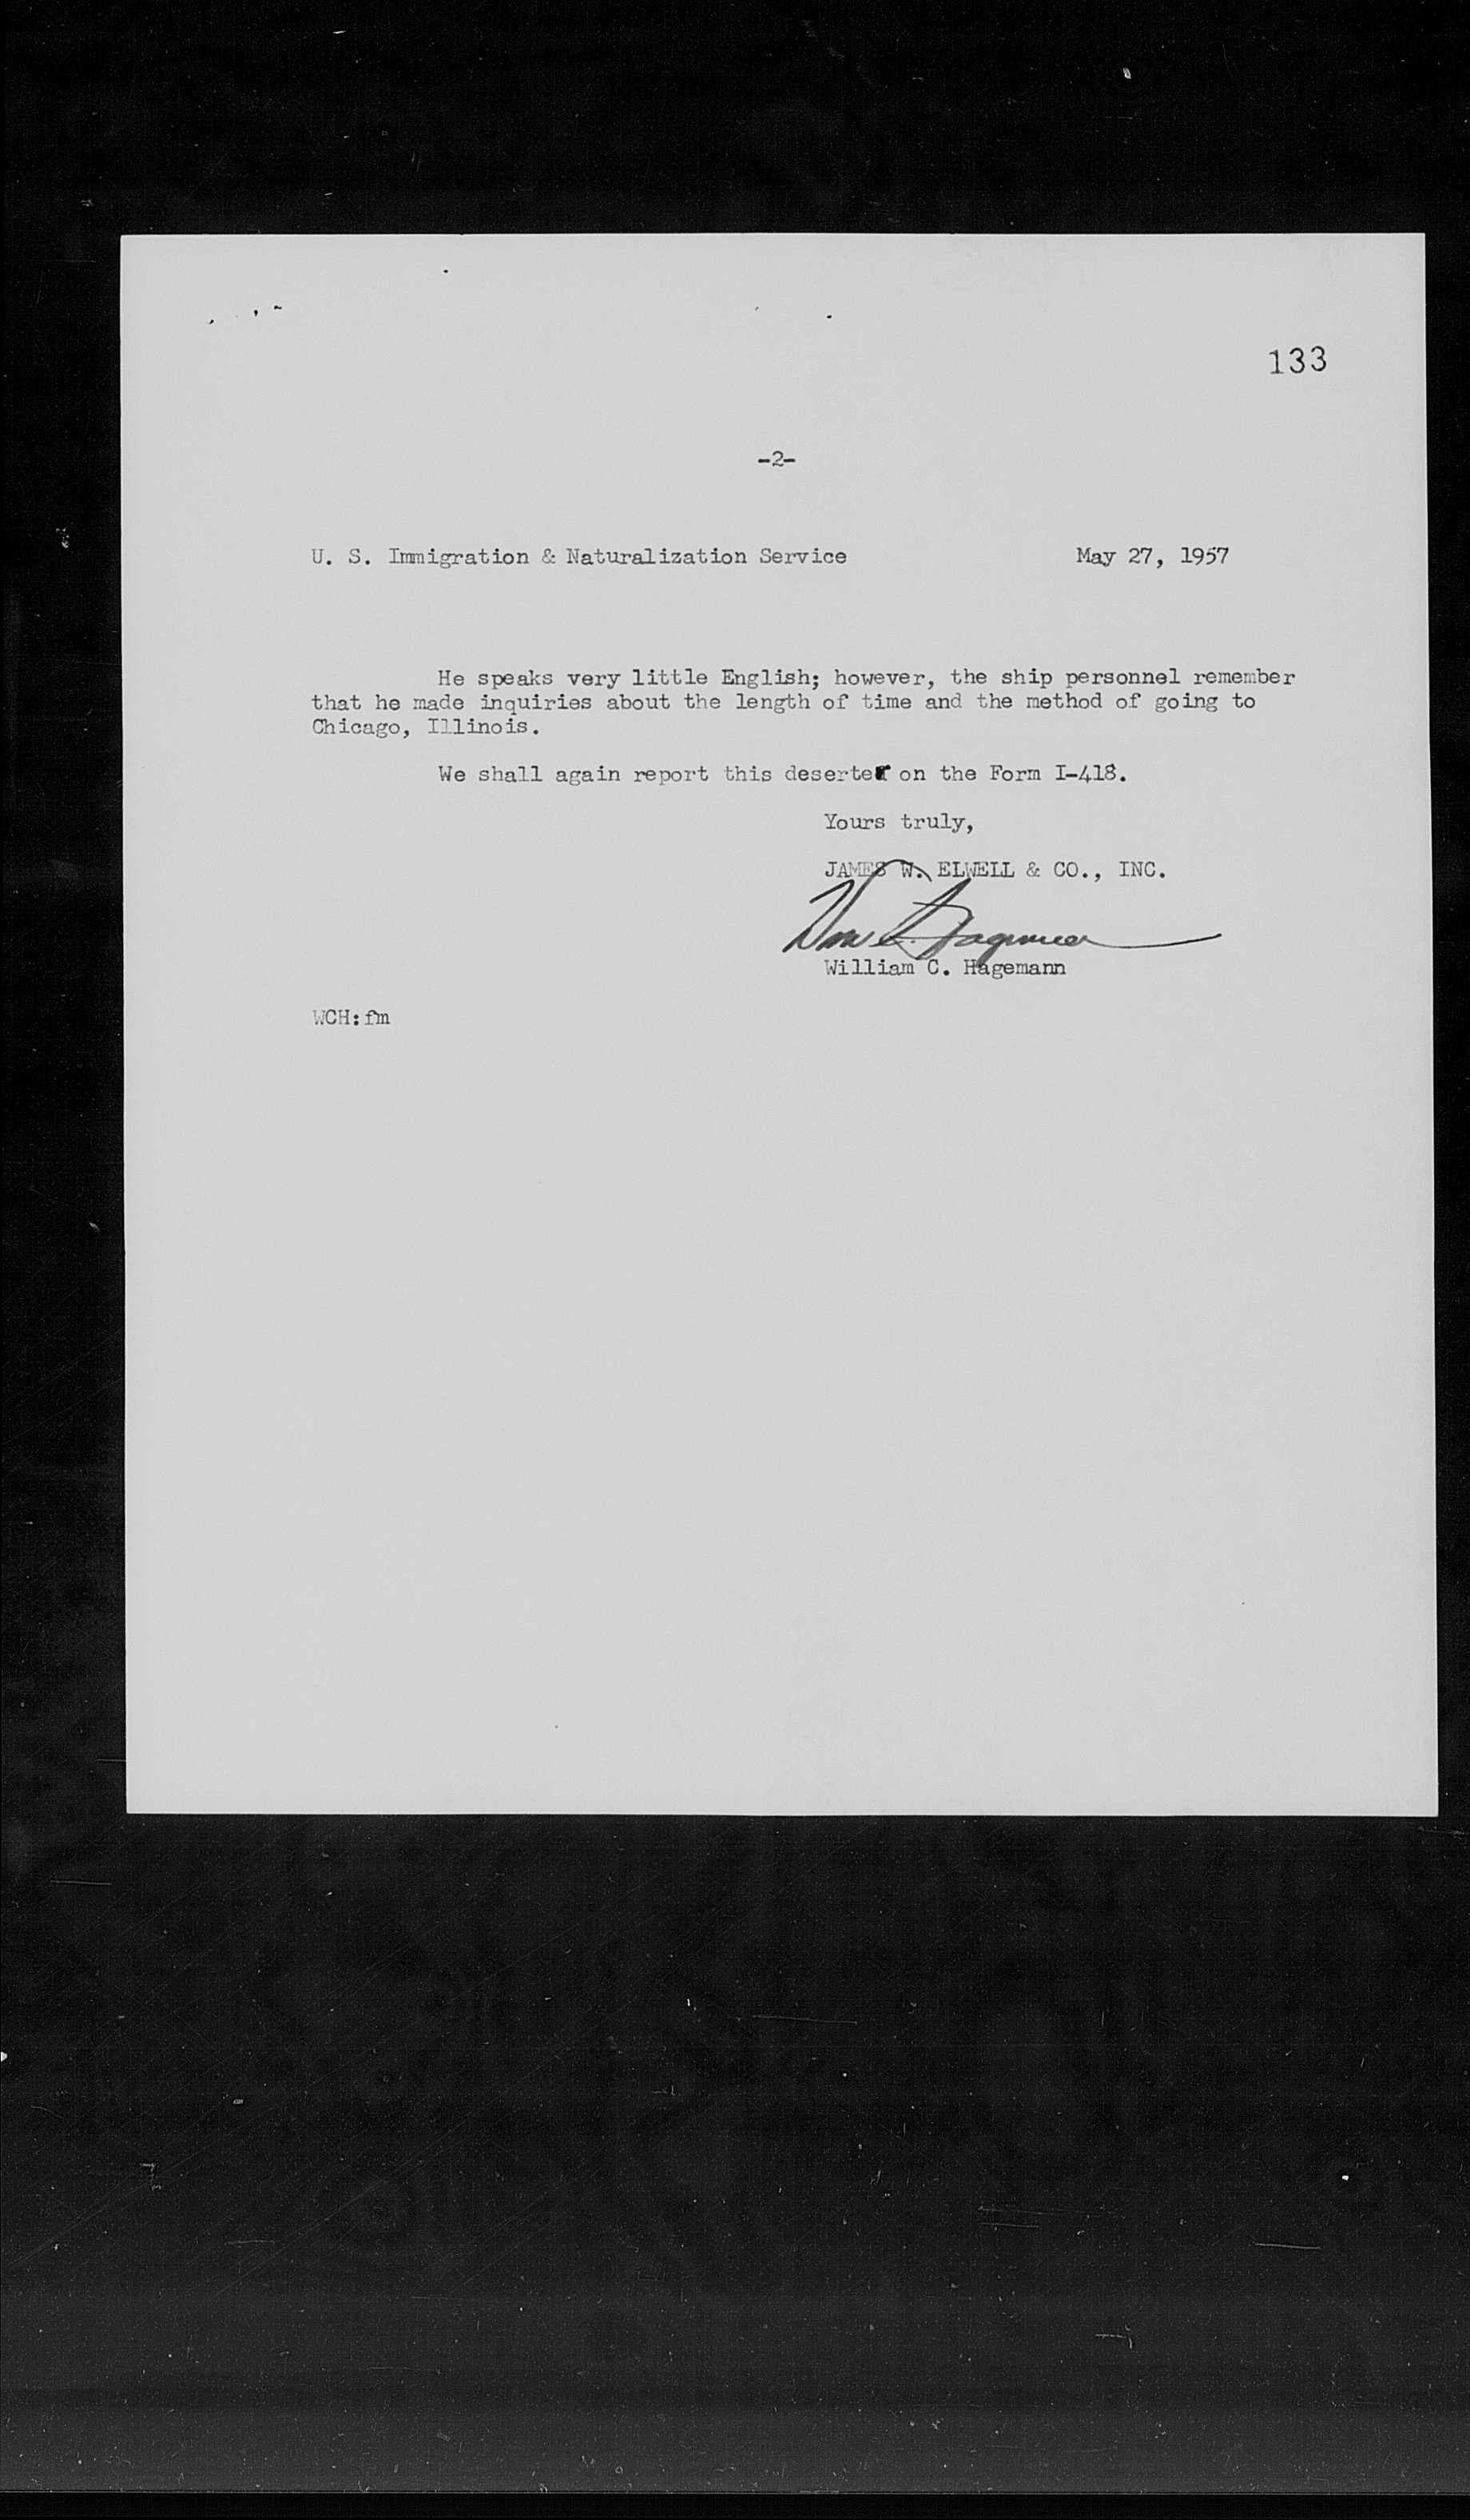 133
-2-
U. S. Immigration & Naturalization Service May 27, 1957
He speaks very little English; however, the ship personnel remember
that he made inquiries about the length of time and the method of going to
Chicago, Illinois.
We shall again report this deserter on the Form I-418.
Yours truly,
JAMES W. ELWELL & CO., INC.
Wm C. Hagemann
William C. Hagemann
WCH:fm